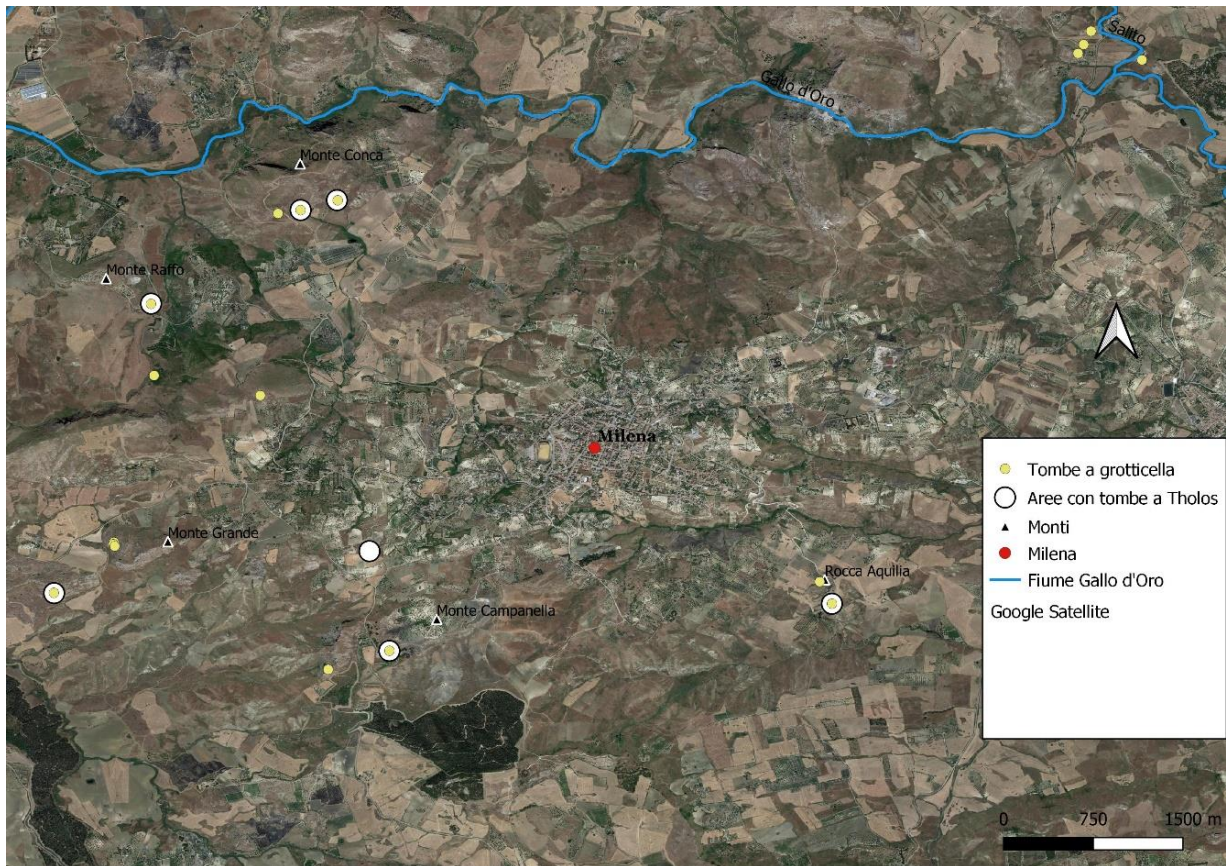 Salito
Gallo d'Oro
Monte Conca
Monte Raffo
Milena
Monte Grande
Rocca Aquilia
Monte Campanella
Tombe a grotticella
Aree con tombe a Tholos
Monti
Milena
Fiume Gallo d'Oro
Google Satellite
0 750 1500 m